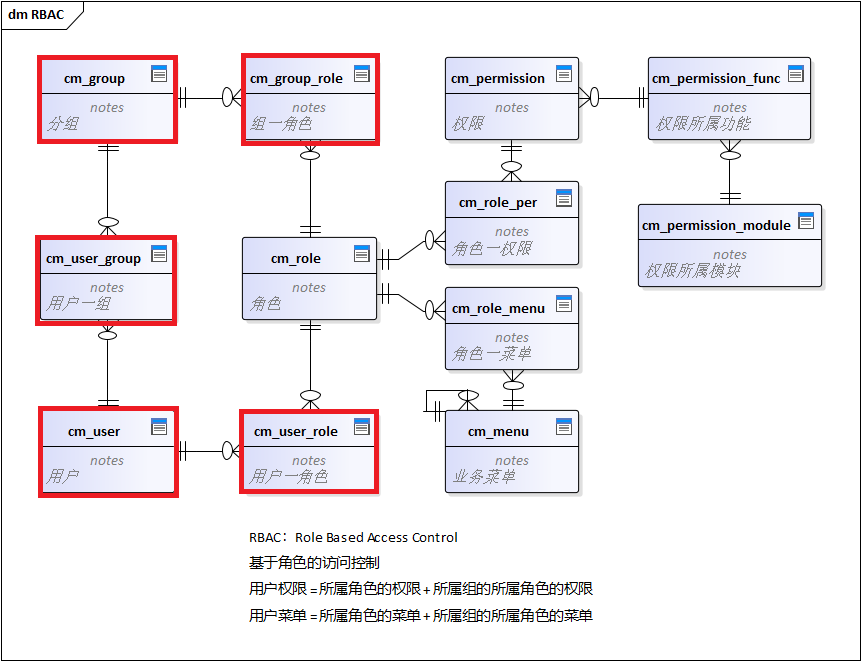 dm RBAC
cm_group
notes
分组
cm_group_role
notes
组一角色
cm_permission
notes
权限
cm_permission_func
notes
权限所属功能
cm_user_group
notes
用户一组
cm_role
notes
角色
cm_role_per
notes
角色一权限
cm_permission_module
notes
权限所属模块
cm_role_menu
notes
角色一菜单
cm_user
notes
用户
cm_user_role
notes
用户一角色
cm_menu
notes
业务菜单
RBAC：Role Based Access Control
基于角色的访问控制
用户权限 = 所属角色的权限 + 所属组的所属角色的权限
用户菜单 = 所属角色的菜单 + 所属组的所属角色的菜单